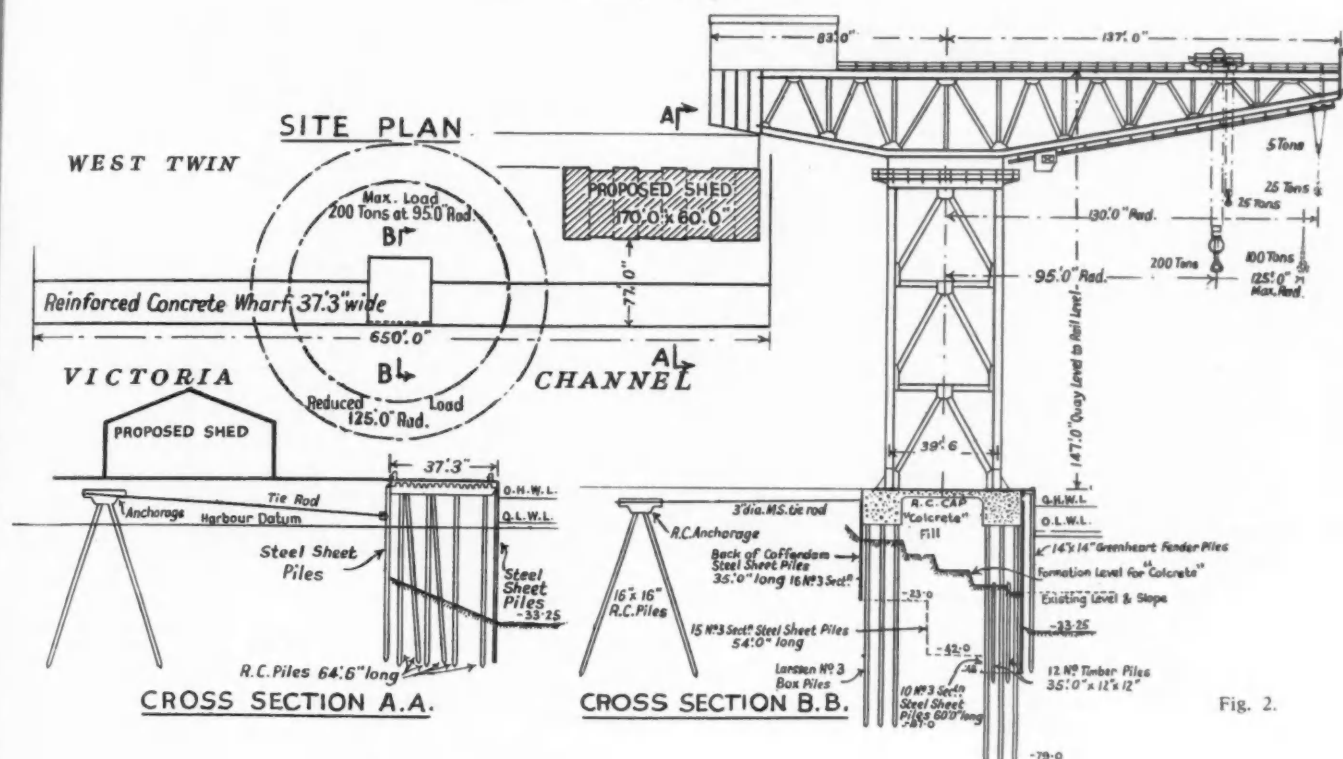 SITE PLAN
WEST TWIN
Max. Load
200 Tons at 95'.0" Rad.
B
A
PROPOSED SHED
170'.0" x 60'.0"
77'.0"
Reinforced Concrete Wharf 37'.3" wide
650'.0"
B
A
VICTORIA
CHANNEL
Reduced Load
125'.0" Rad.
PROPOSED SHED
37'.3"
Tie Rod
Anchorage
Harbour Datum
O.H.W.L.
O.L.W.L.
Steel Sheet
Piles
Steel
Sheet
Piles
-33.25
R.C. Piles 64'.6" long
CROSS SECTION A.A.
83'.0"
137'.0"
5 Tons
25 Tons
25 Tons
130'.0" Rad.
95'.0" Rad.
200 Tons
100 Tons
125'.0"
Max. Rad.
147'.0" Quay Level to Rail Level
39'.6
R.C. CAP
"Colcrete"
Fill
O.H.W.L.
O.L.W.L.
3" dia. M.S. tie rod
R.C. Anchorage
Back of Cofferdam
Steel Sheet Piles
35'.0" long 16 No 3 Sectn
14" x 14" Greenheart Fender Piles
Formation Level for "Colcrete"
Existing Level & Slope
16" x 16"
R.C. Piles
-23.0
-33.25
15 No 3 Sectn Steel Sheet Piles
54'.0" long
-42.0
Larssen No 3
Box Piles
10 No 3 Sectn
Steel Sheet
Piles 60'0" long
12 No Timber Piles
35'.0" x 12" x 12"
-79.0
CROSS SECTION B.B.
Fig. 2.